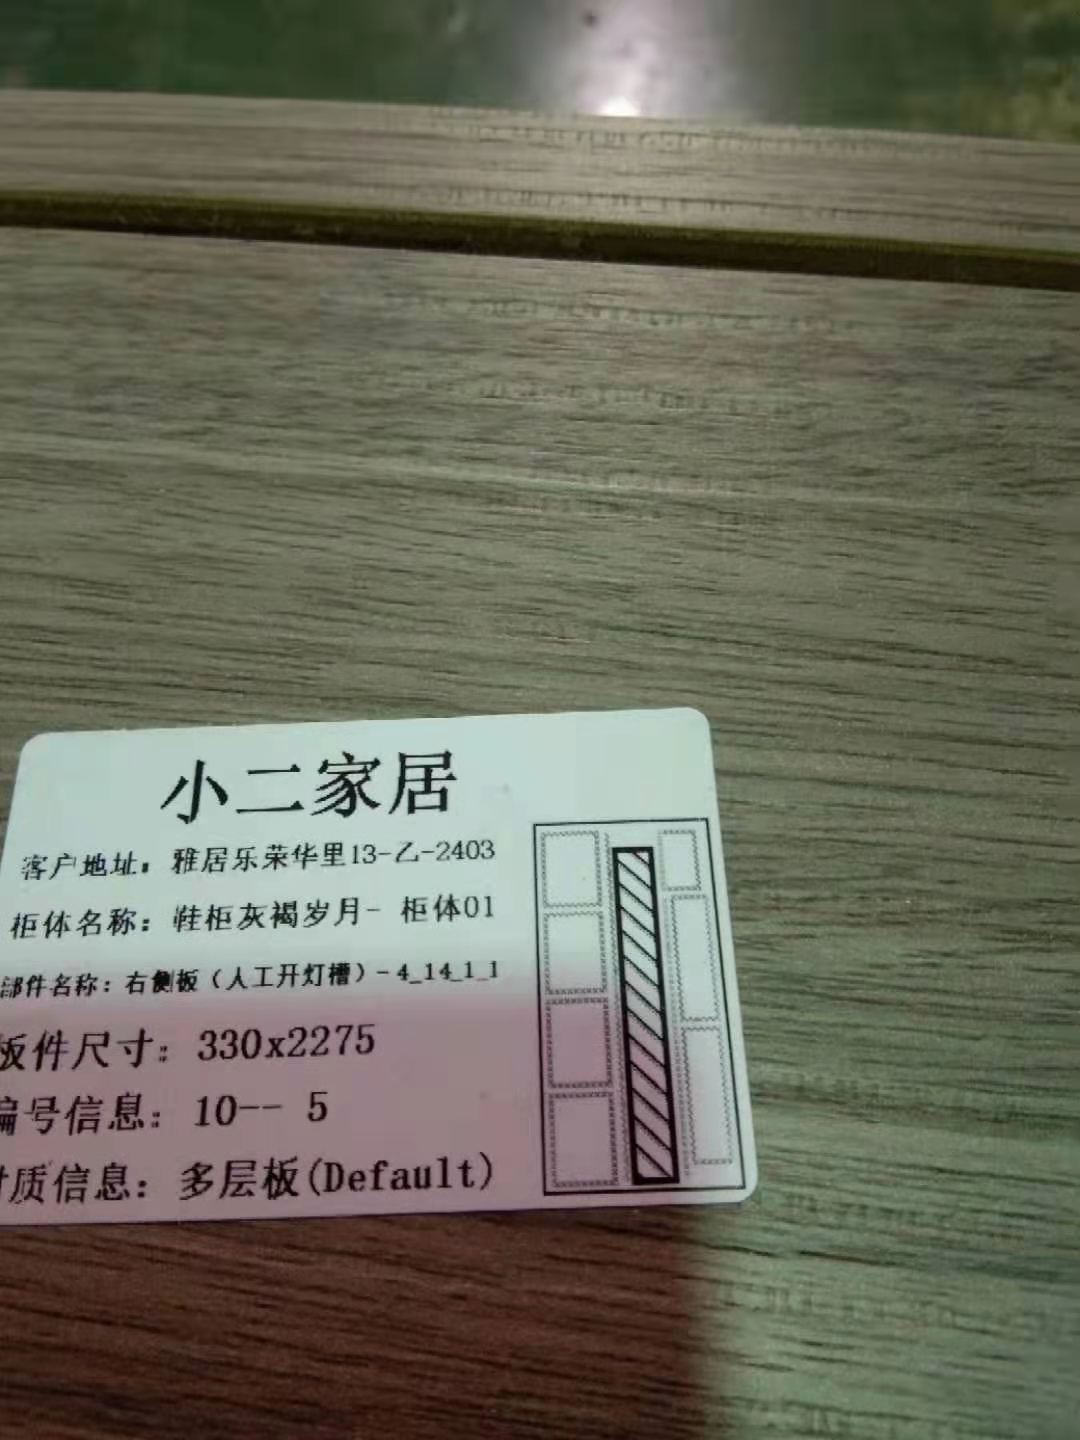 小二家居
客户地址：雅居乐荣华里13-乙-2403
柜体名称：鞋柜灰褐岁月- 柜体01
部件名称：右侧板（人工开灯槽）-4_14_1_1
板件尺寸：330x2275
编号信息：10-- 5
材质信息：多层板(Default)